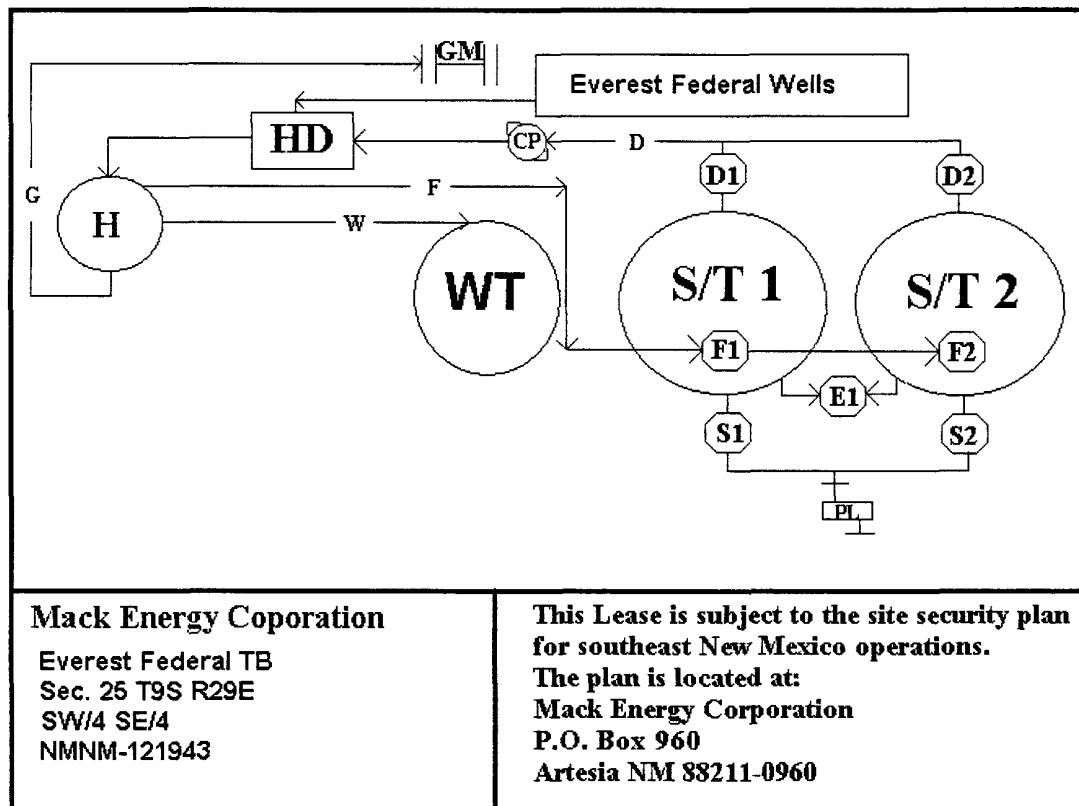 GM
Everest Federal Wells
HD
CP
D
D1
D2
G
H
F
W
WT
S/T 1
S/T 2
F1
F2
E1
S1
S2
PL
Mack Energy Coporation
Everest Federal TB
Sec. 25 T9S R29E
SW/4 SE/4
NMNM-121943
This Lease is subject to the site security plan
for southeast New Mexico operations.
The plan is located at:
Mack Energy Corporation
P.O. Box 960
Artesia NM 88211-0960